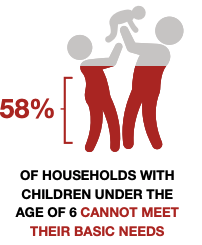 58%
OF HOUSEHOLDS WITH
CHILDREN UNDER THE
AGE OF 6 CANNOT MEET
THEIR BASIC NEEDS